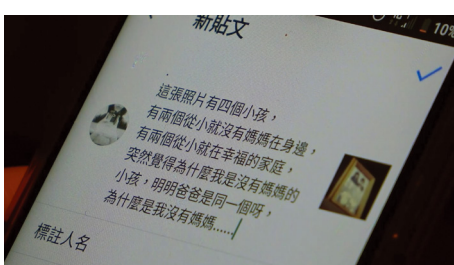 新貼文
10%
這張照片有四個小孩，
有兩個從小就沒有媽媽在身邊，
有兩個從小就在幸福的家庭，
突然覺得為什麼我是沒有媽媽的
小孩，明明爸爸是同一個呀，
為什麼是我沒有媽媽......
標註人名